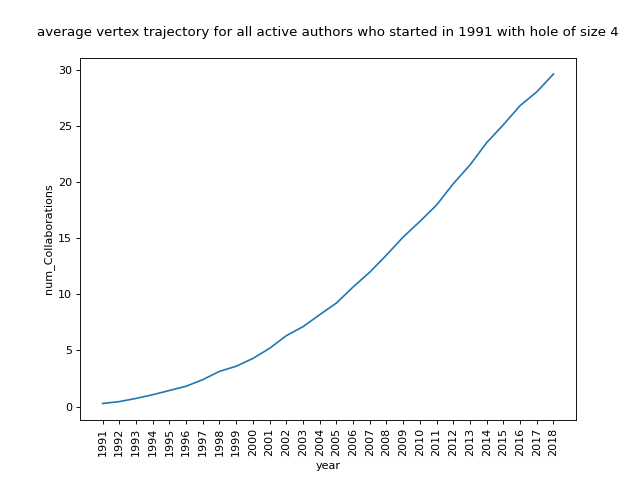 average vertex trajectory for all active authors who started in 1991 with hole of size 4
30
25
20
15
10
5
0
num_Collaborations
1991 1992 1993 1994 1995 1996 1997 1998 1999 2000 2001 2002 2003 2004 2005 2006 2007 2008 2009 2010 2011 2012 2013 2014 2015 2016 2017 2018
year